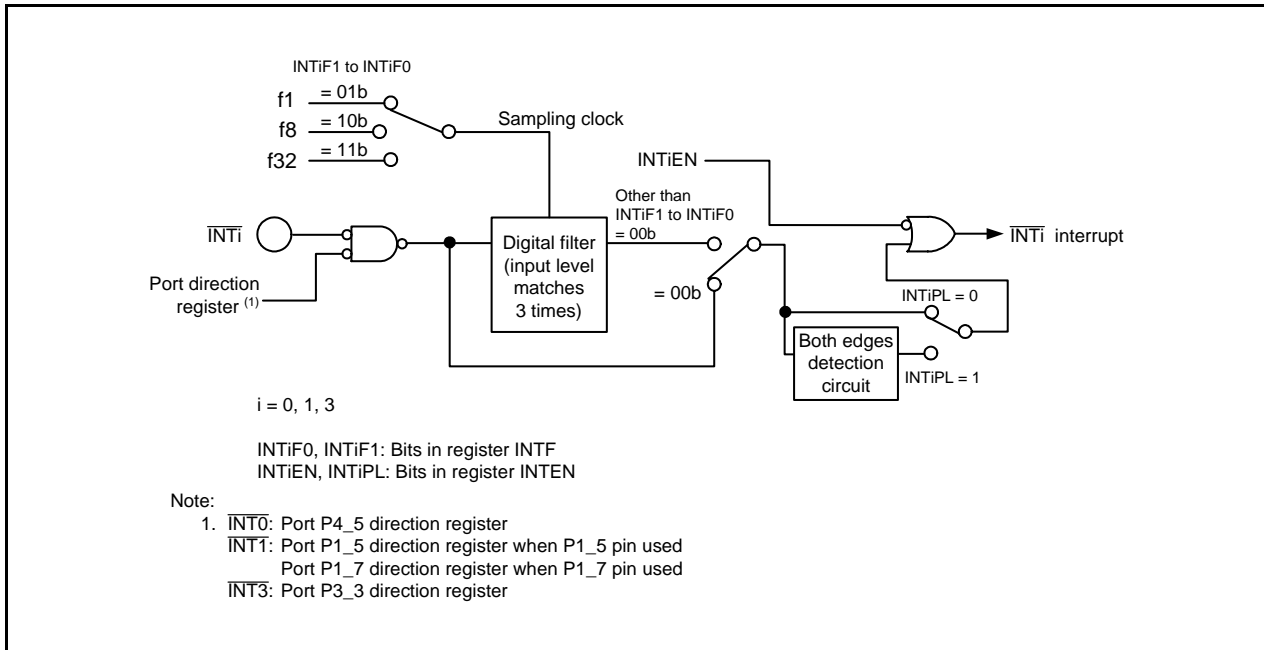 INTiF1 to INTiF0
f1 = 01b
f8 = 10b
f32 = 11b
Sampling clock
INTiEN
Other than
INTiF1 to INTiF0
= 00b
INTi
Digital filter
(input level
matches
3 times)
INTi interrupt
Port direction
register (1)
= 00b
INTiPL = 0
Both edges
detection
circuit
INTiPL = 1
i = 0, 1, 3
INTiF0, INTiF1: Bits in register INTF
INTiEN, INTiPL: Bits in register INTEN
Note:
1. INT0: Port P4_5 direction register
INT1: Port P1_5 direction register when P1_5 pin used
Port P1_7 direction register when P1_7 pin used
INT3: Port P3_3 direction register